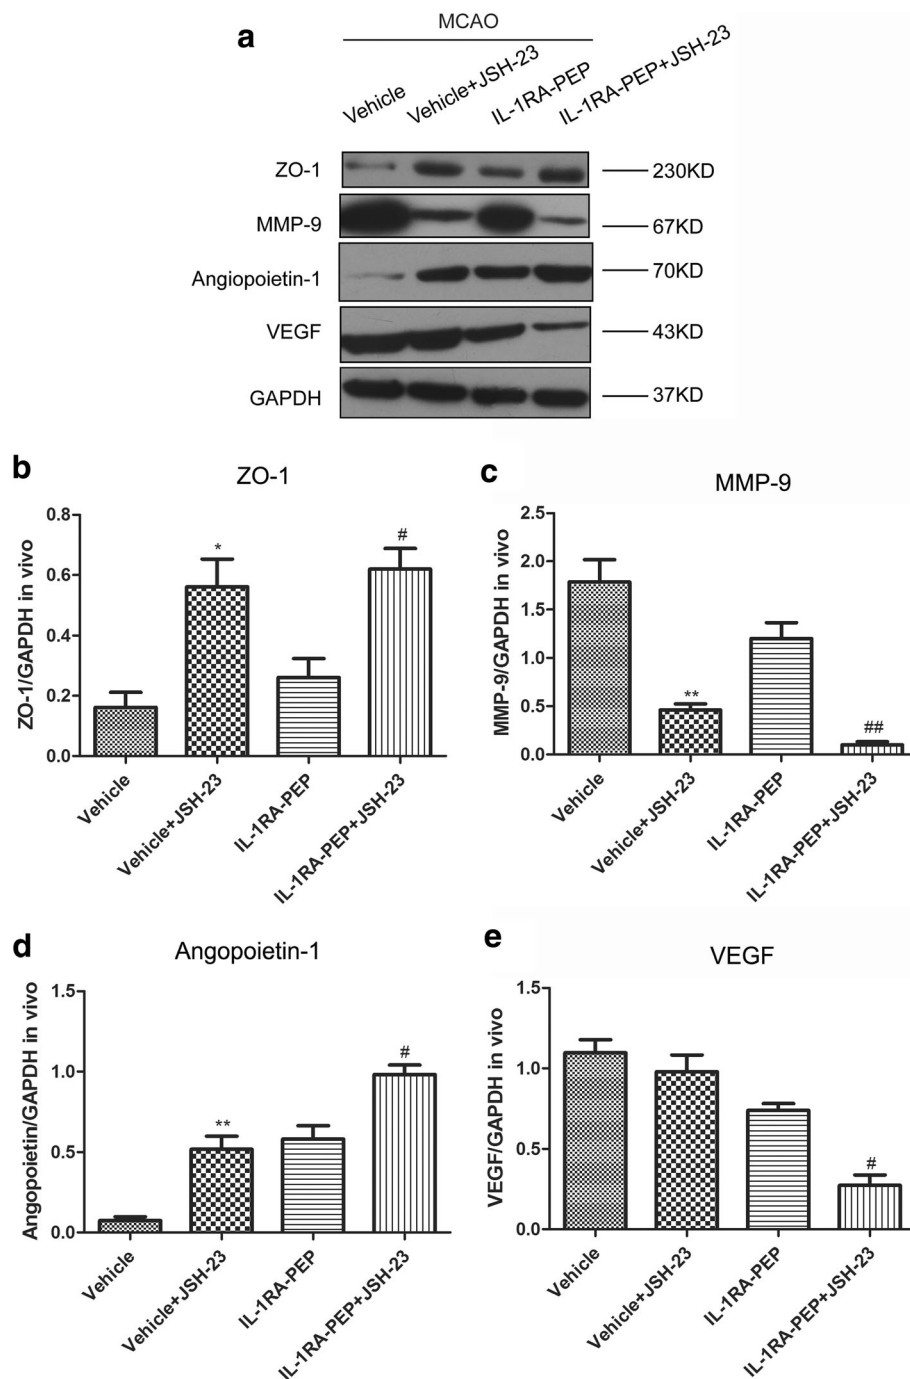 a
MCAO
Vehicle
Vehicle+JSH-23
IL-1RA-PEP
IL-1RA-PEP+JSH-23
ZO-1
230KD
MMP-9
67KD
Angiopoietin-1
70KD
VEGF
43KD
GAPDH
37KD
b
ZO-1
ZO-1/GAPDH in vivo
0.8
0.6
0.4
0.2
0.0
*
#
Vehicle
Vehicle+JSH-23
IL-1RA-PEP
IL-1RA-PEP+JSH-23
c
MMP-9
MMP-9/GAPDH in vivo
2.5
2.0
1.5
1.0
0.5
0.0
**
##
Vehicle
Vehicle+JSH-23
IL-1RA-PEP
IL-1RA-PEP+JSH-23
d
Angopoietin-1
Angopoietin/GAPDH in vivo
1.5
1.0
0.5
0.0
**
#
Vehicle
Vehicle+JSH-23
IL-1RA-PEP
IL-1RA-PEP+JSH-23
e
VEGF
VEGF/GAPDH in vivo
1.5
1.0
0.5
0.0
#
Vehicle
Vehicle+JSH-23
IL-1RA-PEP
IL-1RA-PEP+JSH-23